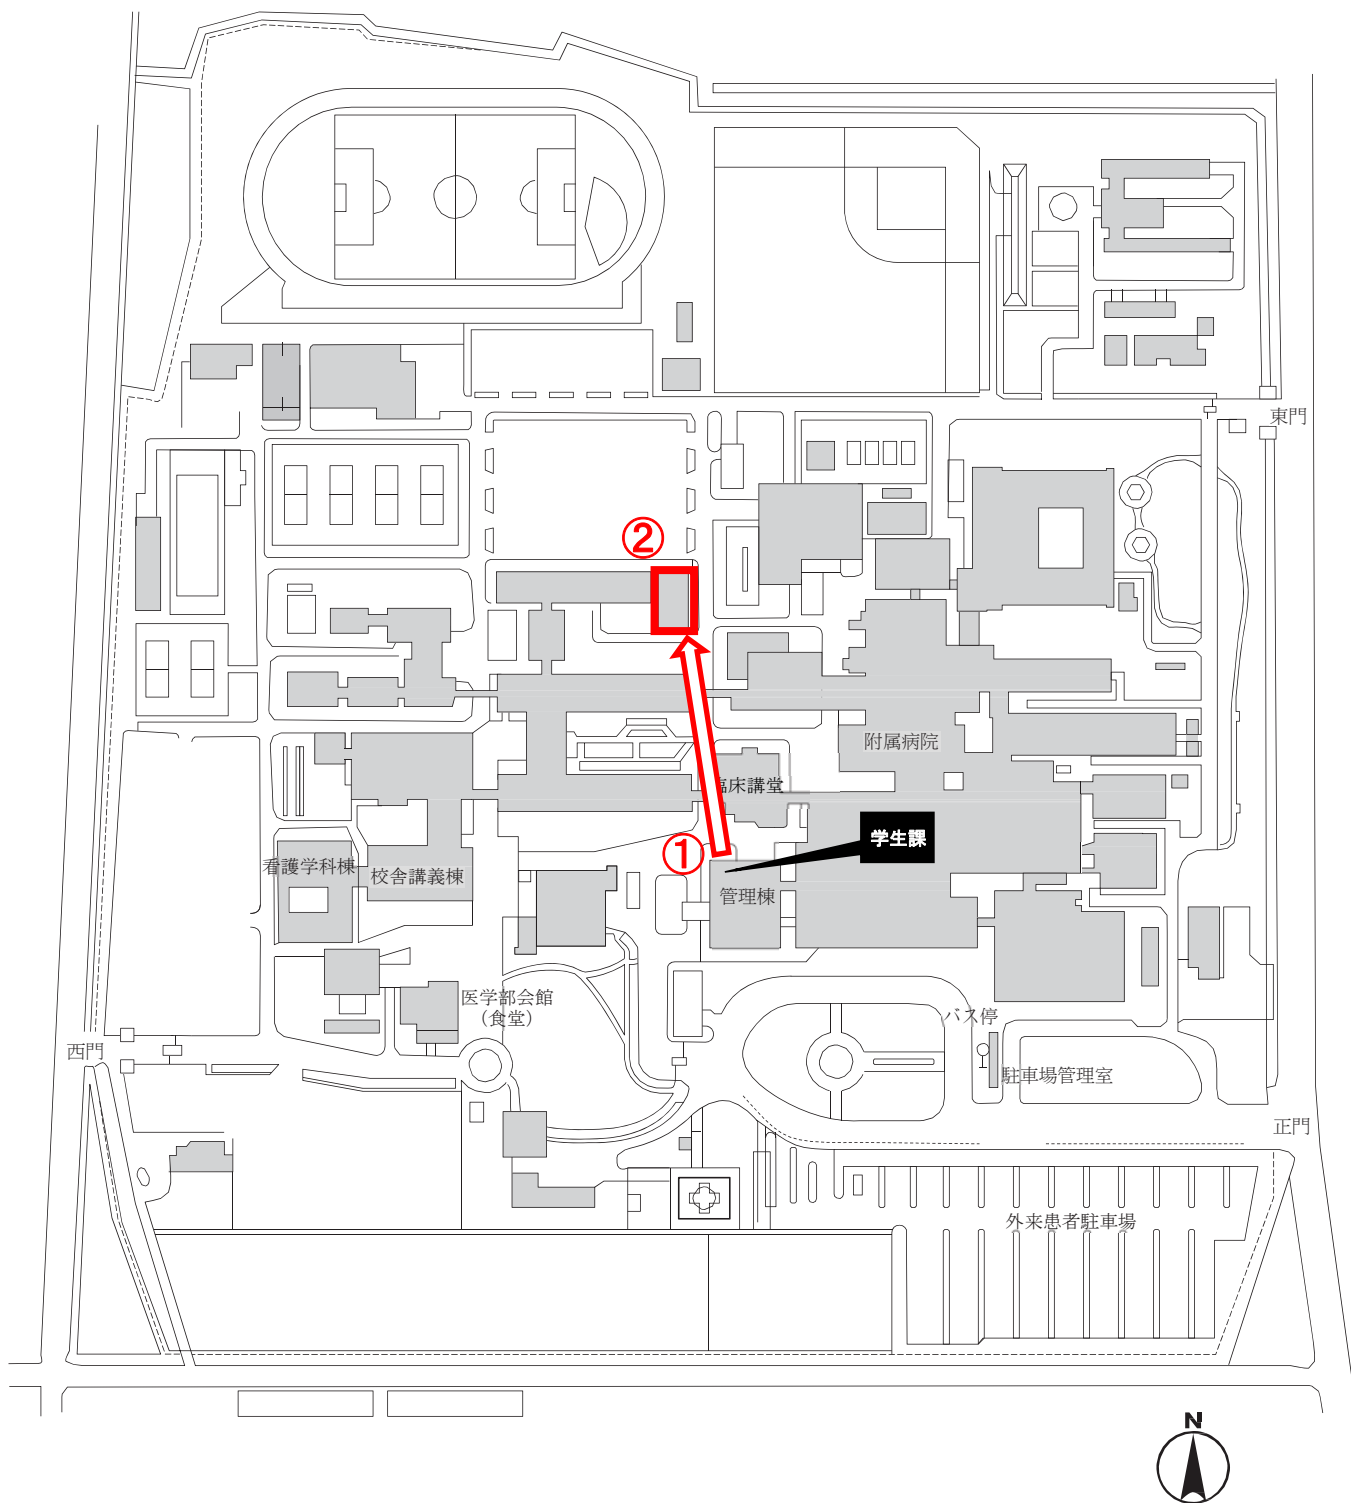 東門
②
附属病院
臨床講堂
学生課
①
看護学科棟
校舎講義棟
管理棟
医学部会館
(食堂)
バス停
西門
駐車場管理室
正門
外来患者駐車場
N